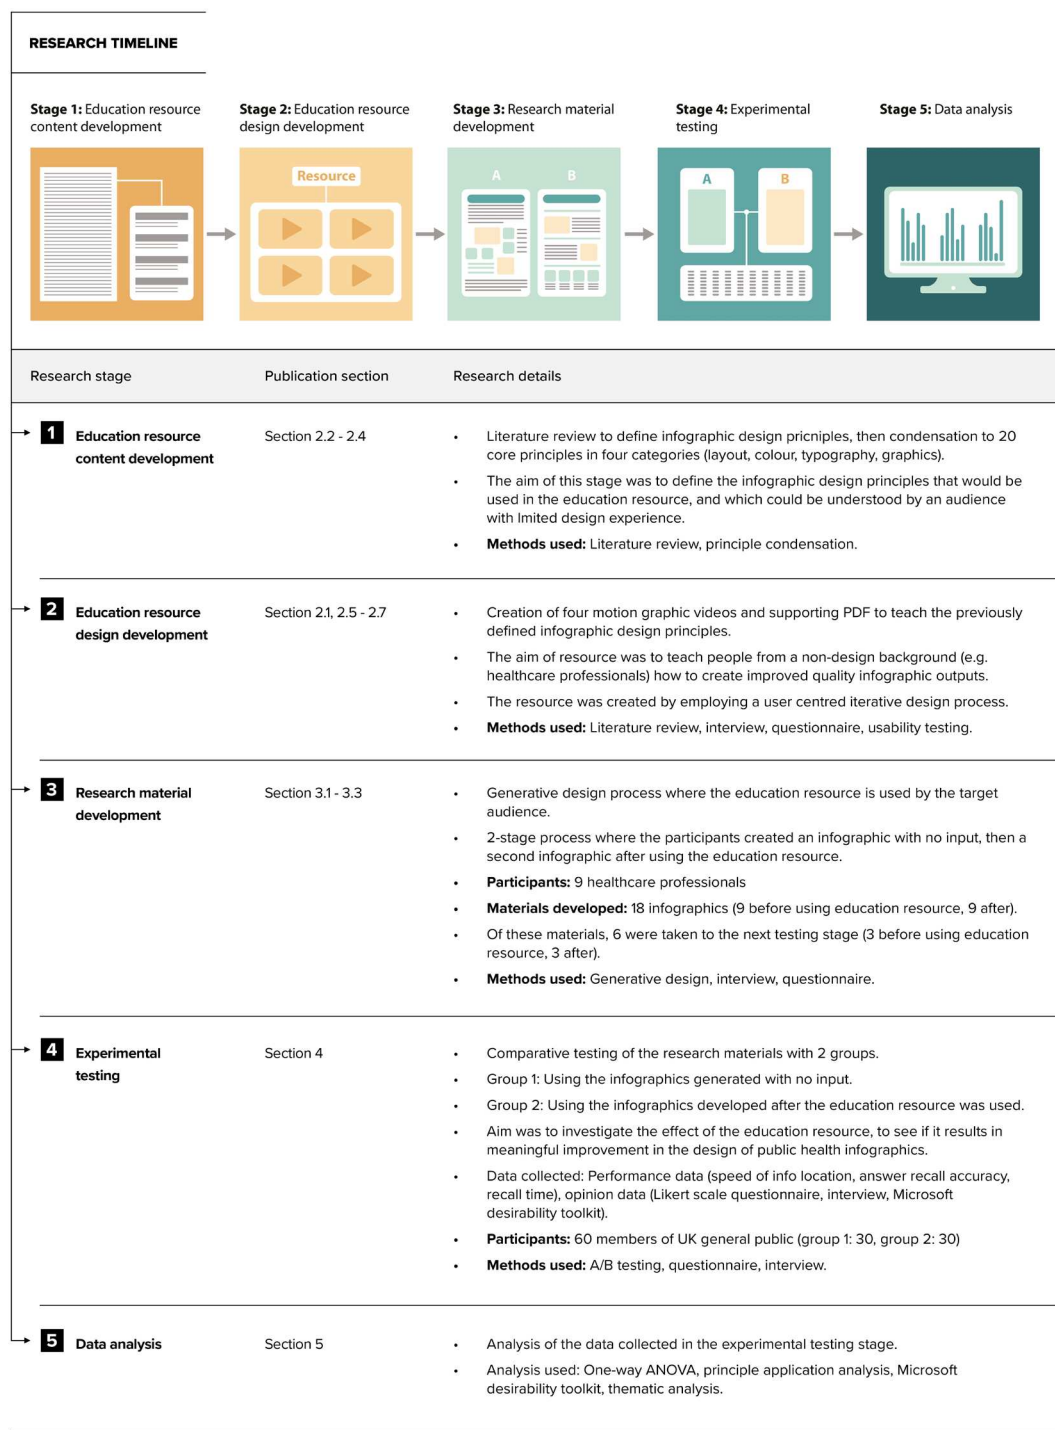 RESEARCH TIMELINE
Stage 1: Education resource
content development
Stage 2: Education resource
design development
Stage 3: Research material
development
Stage 4: Experimental
testing
Stage 5: Data analysis
Resource
A B
A B
Research stage Publication section Research details
1 Education resource
content development
Section 2.2 - 2.4
• Literature review to define infographic design pricniples, then condensation to 20
core principles in four categories (layout, colour, typography, graphics).
• The aim of this stage was to define the infographic design principles that would be
used in the education resource, and which could be understood by an audience
with lmited design experience.
• Methods used: Literature review, principle condensation.
2 Education resource
design development
Section 2.1, 2.5 - 2.7
• Creation of four motion graphic videos and supporting PDF to teach the previously
defined infographic design principles.
• The aim of resource was to teach people from a non-design background (e.g.
healthcare professionals) how to create improved quality infographic outputs.
• The resource was created by employing a user centred iterative design process.
• Methods used: Literature review, interview, questionnaire, usability testing.
3 Research material
development
Section 3.1 - 3.3
• Generative design process where the education resource is used by the target
audience.
• 2-stage process where the participants created an infographic with no input, then a
second infographic after using the education resource.
• Participants: 9 healthcare professionals
• Materials developed: 18 infographics (9 before using education resource, 9 after).
• Of these materials, 6 were taken to the next testing stage (3 before using education
resource, 3 after).
• Methods used: Generative design, interview, questionnaire.
4 Experimental
testing
Section 4
• Comparative testing of the research materials with 2 groups.
• Group 1: Using the infographics generated with no input.
• Group 2: Using the infographics developed after the education resource was used.
• Aim was to investigate the effect of the education resource, to see if it results in
meaningful improvement in the design of public health infographics.
• Data collected: Performance data (speed of info location, answer recall accuracy,
recall time), opinion data (Likert scale questionnaire, interview, Microsoft
desirability toolkit).
• Participants: 60 members of UK general public (group 1: 30, group 2: 30)
• Methods used: A/B testing, questionnaire, interview.
5 Data analysis
Section 5
• Analysis of the data collected in the experimental testing stage.
• Analysis used: One-way ANOVA, principle application analysis, Microsoft
desirability toolkit, thematic analysis.